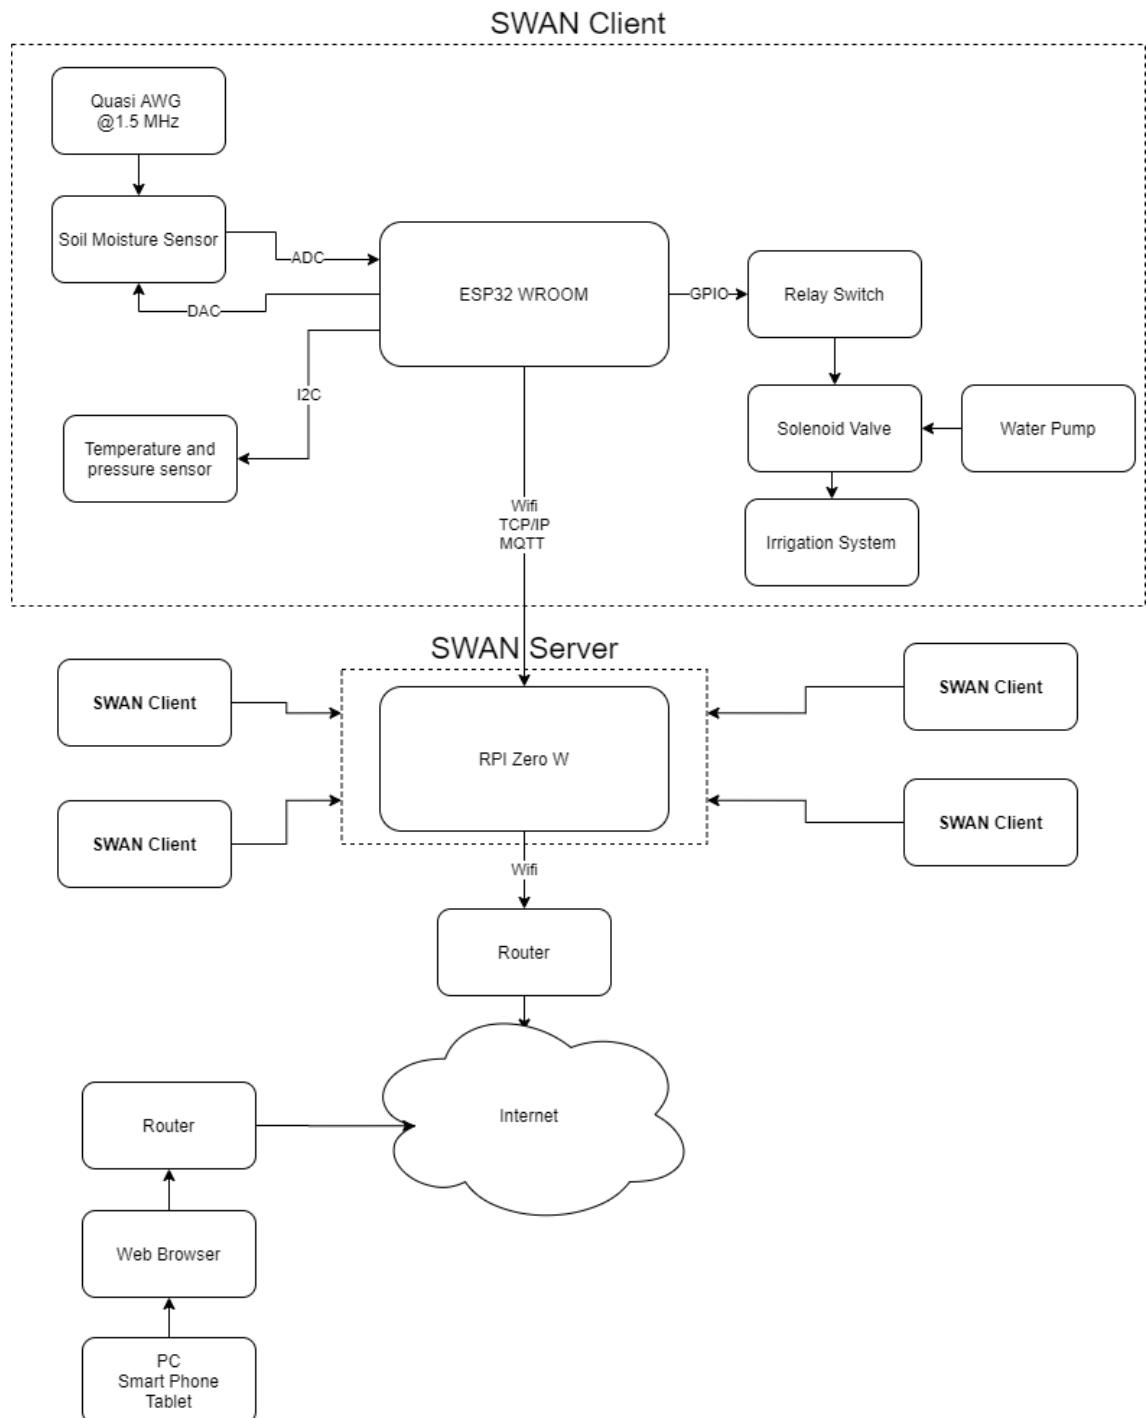 SWAN Client
Quasi AWG
@1.5 MHz
Soil Moisture Sensor
ADC
DAC
ESP32 WROOM
GPIO
Relay Switch
I2C
Temperature and
pressure sensor
Solenoid Valve
Water Pump
Irrigation System
Wifi
TCP/IP
MQTT
SWAN Server
SWAN Client
SWAN Client
RPI Zero W
SWAN Client
SWAN Client
Wifi
Router
Internet
Router
Web Browser
PC
Smart Phone
Tablet